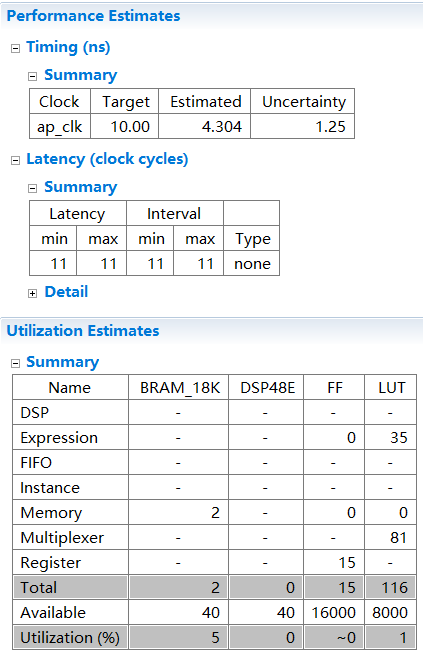 Performance Estimates
Timing (ns)
Summary
Clock Target Estimated Uncertainty
ap_clk 10.00 4.304 1.25
Latency (clock cycles)
Summary
Latency Interval
min max min max Type
11 11 11 11 none
Detail
Utilization Estimates
Summary
Name BRAM_18K DSP48E FF LUT
DSP - - - -
Expression - - 0 35
FIFO - - - -
Instance - - - -
Memory 2 - 0 0
Multiplexer - - - 81
Register - - 15 -
Total 2 0 15 116
Available 40 40 16000 8000
Utilization (%) 5 0 ~0 1